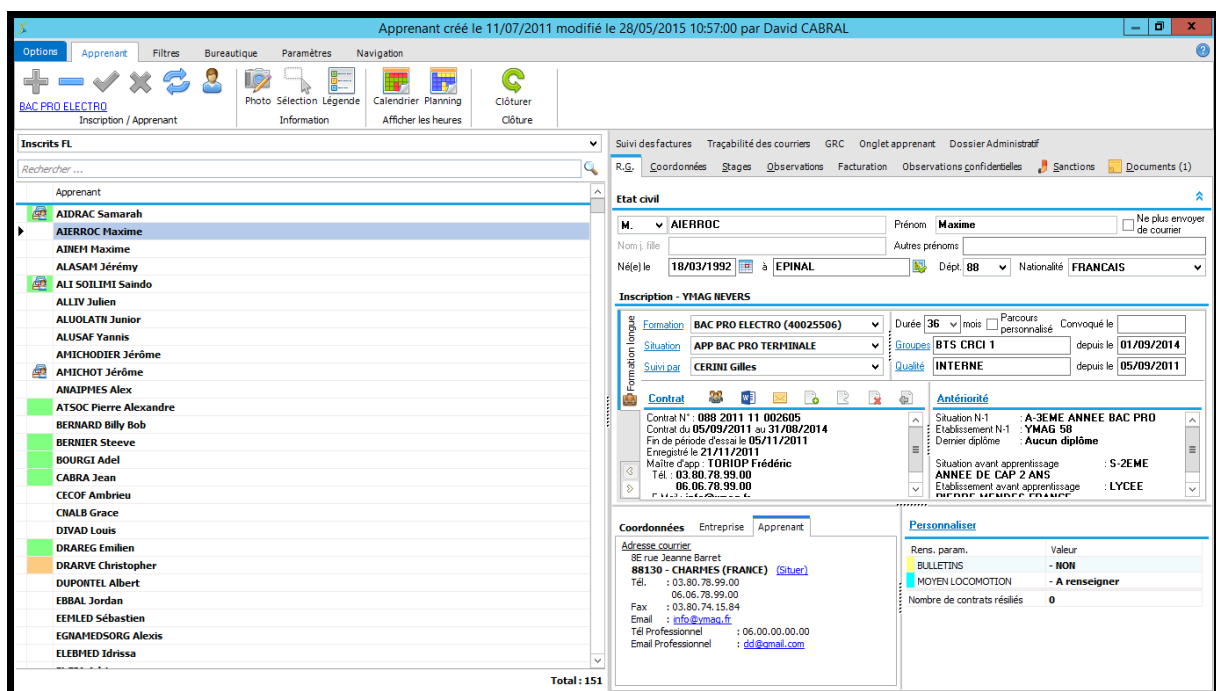 Apprenant créé le 11/07/2011 modifié le 28/05/2015 10:57:00 par David CABRAL
Options Apprenant Filtres Bureautique Paramètres Navigation
BAC PRO ELECTRO
Photo Sélection Légende Calendrier Planning Clôturer
Inscription / Apprenant Information Afficher les heures Clôture
Inscrits FL
Rechercher ...
Apprenant
AIDRAC Samarah
AIERROC Maxime
AINEM Maxime
ALASAM Jérémy
ALI SOILIMI Saindo
ALLIV Julien
ALUOLATN Junior
ALUSAF Yannis
AMICHODIER Jérôme
AMICHOT Jérôme
ANAIPMES Alex
ATSOC Pierre Alexandre
BERNARD Billy Bob
BERNIER Steeve
BOURGI Adel
CABRA Jean
CECOF Ambrieu
CNALB Grace
DIVAD Louis
DRAREG Emilien
DRARVE Christopher
DUPONTEL Albert
EBBAL Jordan
EEMLED Sébastien
EGNAMEDSORG Alexis
ELEBMED Idrissa
Total : 151
Suivi des factures Traçabilité des courriers GRC Onglet apprenant Dossier Administratif
R.G. Coordonnées Stages Observations Facturation Observations confidentielles Sanctions Documents (1)
Etat civil
M. AIERROC Prénom Maxime Ne plus envoyer de courrier
Nom j. fille Autres prénoms
Né(e) le 18/03/1992 à EPINAL Dépt. 88 Nationalité FRANCAIS
Inscription - YMAG NEVERS
Formation longue
Formation BAC PRO ELECTRO (40025506) Durée 36 mois Parcours personnalisé Convoqué le
Situation APP BAC PRO TERMINALE Groupes BTS CRCI 1 depuis le 01/09/2014
Suivi par CERINI Gilles Qualité INTERNE depuis le 05/09/2011
Contrat
Contrat N° : 088 2011 11 002605
Contrat du 05/09/2011 au 31/08/2014
Fin de période d'essai le 05/11/2011
Enregistré le 21/11/2011
Maître d'app : TORIOP Frédéric
Tél. : 03.80.78.99.00
06.06.78.99.00
E-Mail : info@ymag.fr
Antériorité
Situation N-1 : A-3EME ANNEE BAC PRO
Etablissement N-1 : YMAG 58
Dernier diplôme : Aucun diplôme
Situation avant apprentissage : S-2EME
ANNEE DE CAP 2 ANS
Etablissement avant apprentissage : LYCEE
PIERRE MENDES FRANCE
Coordonnées Entreprise Apprenant
Adresse courrier
8E rue Jeanne Barret
88130 - CHARMES (FRANCE) (Situer)
Tél. : 03.80.78.99.00
06.06.78.99.00
Fax : 03.80.74.15.84
Email : info@ymag.fr
Tél Professionnel : 06.00.00.00.00
Email Professionnel : dd@gmail.com
Personnaliser
Rens. param. Valeur
BULLETINS - NON
MOYEN LOCOMOTION - A renseigner
Nombre de contrats résiliés 0